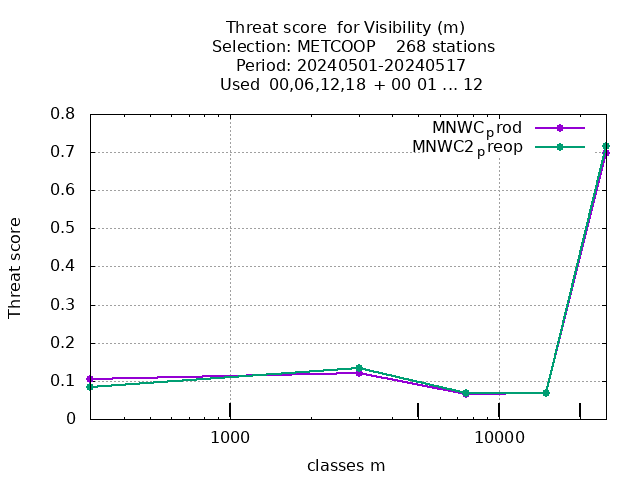 Threat score  for Visibility (m)
Selection: METCOOP    268 stations
Period: 20240501-20240517
Used  00,06,12,18 + 00 01 ... 12
MNWCprod
MNWC2preop
0.8
0.7
0.6
0.5
0.4
0.3
0.2
0.1
0
Threat score
1000
10000
classes m